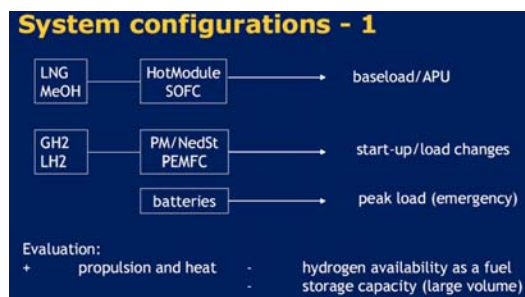 System configurations - 1
LNG
MeOH
HotModule
SOFC
baseload/APU
GH2
LH2
PM/NedSt
PEMFC
start-up/load changes
batteries
peak load (emergency)
Evaluation:
+ propulsion and heat - hydrogen availability as a fuel
- storage capacity (large volume)